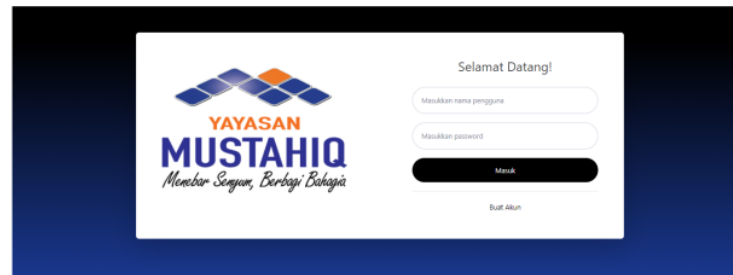 YAYASAN
MUSTAHIQ
Menebar Senyum, Berbagi Bahagia
Selamat Datang!
Masukkan nama pengguna
Masukkan password
Masuk
Buat Akun